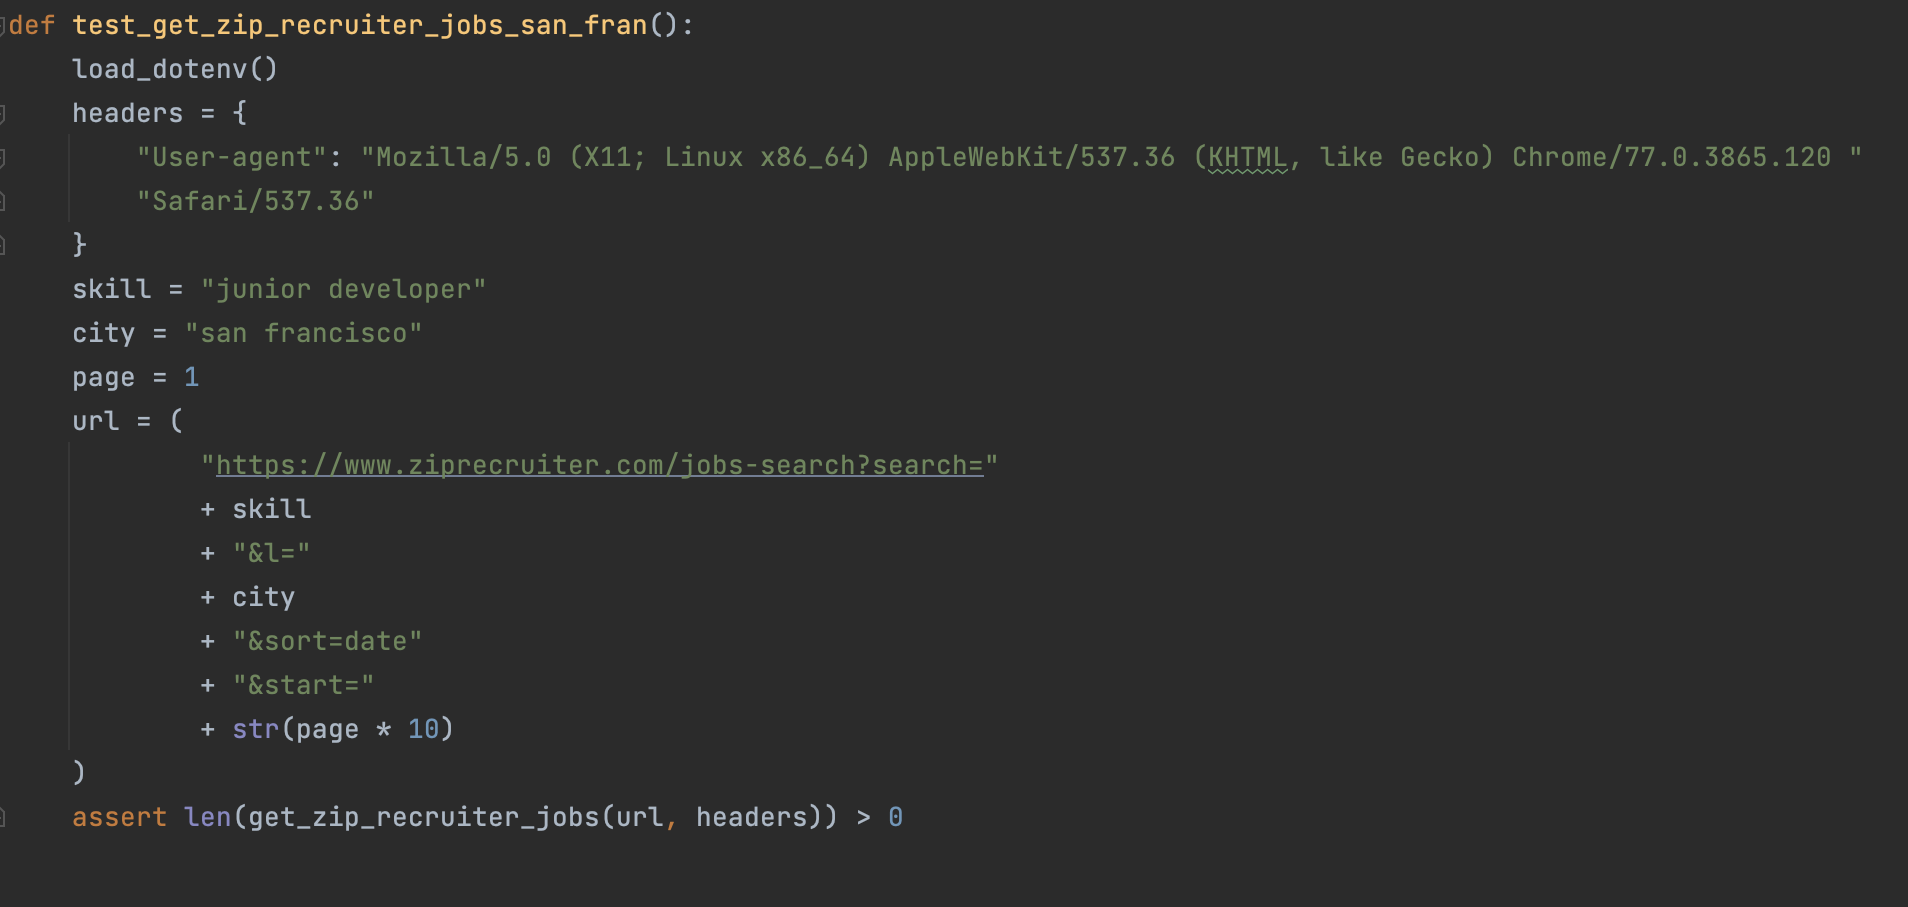 def test_get_zip_recruiter_jobs_san_fran():
    load_dotenv()
    headers = {
        "User-agent": "Mozilla/5.0 (X11; Linux x86_64) AppleWebKit/537.36 (KHTML, like Gecko) Chrome/77.0.3865.120 "
        "Safari/537.36"
    }
    skill = "junior developer"
    city = "san francisco"
    page = 1
    url = (
            "https://www.ziprecruiter.com/jobs-search?search="
            + skill
            + "&l="
            + city
            + "&sort=date"
            + "&start="
            + str(page * 10)
    )
    assert len(get_zip_recruiter_jobs(url, headers)) > 0